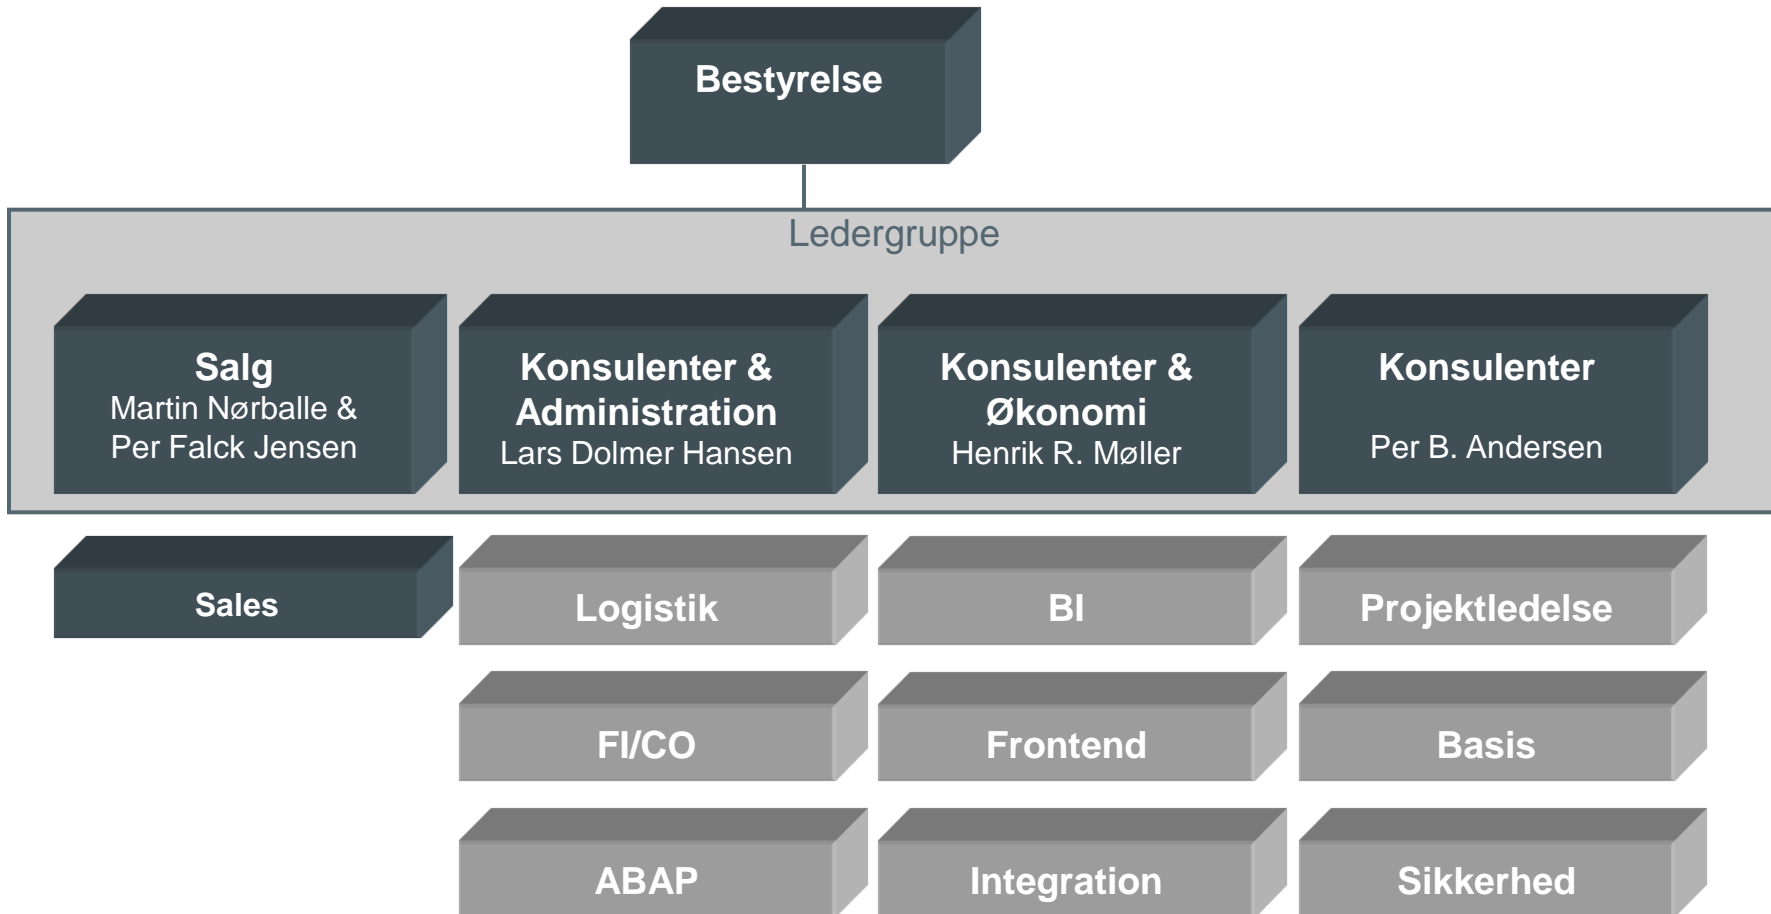 Bestyrelse
Ledergruppe
Salg
Martin Nørballe &
Per Falck Jensen
Konsulenter &
Administration
Lars Dolmer Hansen
Konsulenter &
Økonomi
Henrik R. Møller
Konsulenter
Per B. Andersen
Sales
Logistik
BI
Projektledelse
FI/CO
Frontend
Basis
ABAP
Integration
Sikkerhed